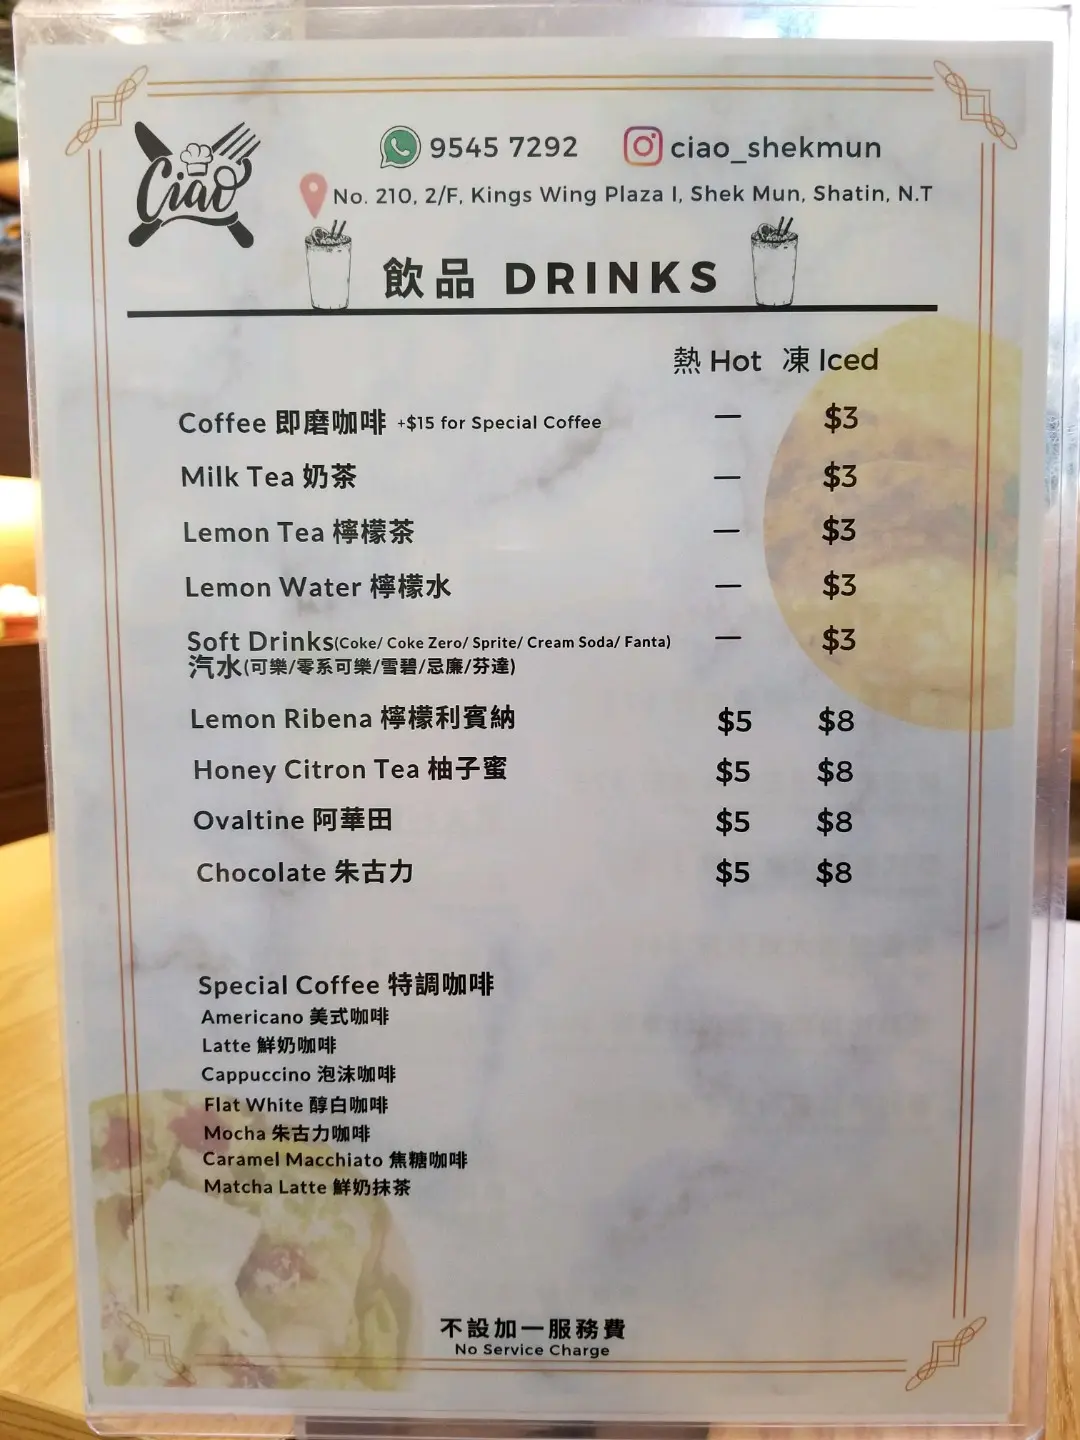 Ciao
9545 7292 ciao_shekmun
No. 210, 2/F, Kings Wing Plaza I, Shek Mun, Shatin, N.T
飲品 DRINKS
熱 Hot 凍 Iced
Coffee 即磨咖啡 +$15 for Special Coffee — $3
Milk Tea 奶茶 — $3
Lemon Tea 檸檬茶 — $3
Lemon Water 檸檬水 — $3
Soft Drinks(Coke/ Coke Zero/ Sprite/ Cream Soda/ Fanta) — $3
汽水(可樂/零系可樂/雪碧/忌廉/芬達)
Lemon Ribena 檸檬利賓納 $5 $8
Honey Citron Tea 柚子蜜 $5 $8
Ovaltine 阿華田 $5 $8
Chocolate 朱古力 $5 $8
Special Coffee 特調咖啡
Americano 美式咖啡
Latte 鮮奶咖啡
Cappuccino 泡沫咖啡
Flat White 醇白咖啡
Mocha 朱古力咖啡
Caramel Macchiato 焦糖咖啡
Matcha Latte 鮮奶抹茶
不設加一服務費
No Service Charge